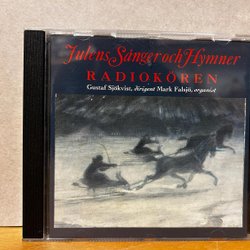 Julens Sånger och Hymner
RADIOKÖREN
Gustaf Sjökvist, dirigent Mark Falsjö, organist